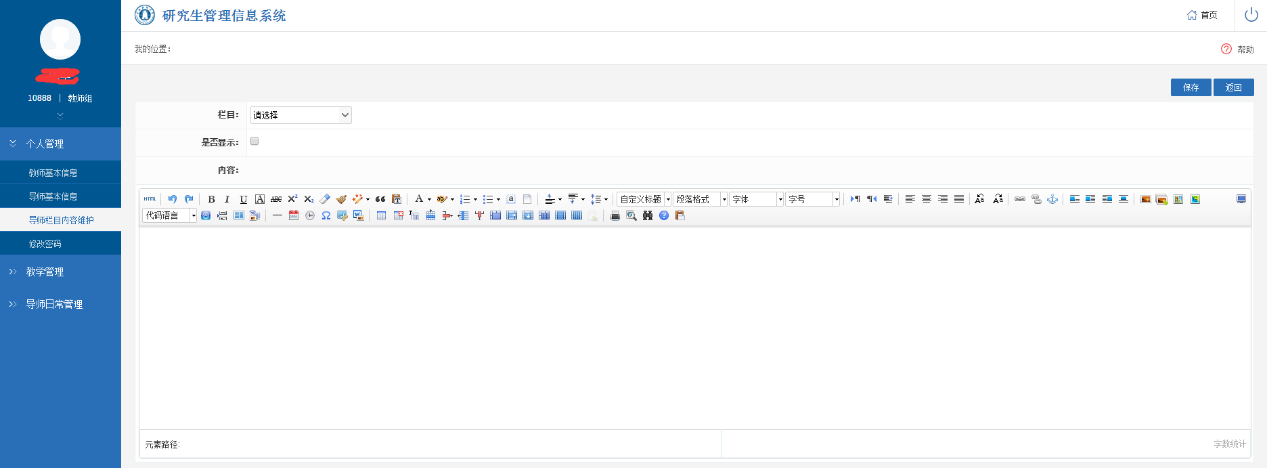 研究生管理信息系统
首页
我的位置：
帮助
10888 | 教师组
个人管理
教师基本信息
导师基本信息
导师栏目内容维护
修改密码
教学管理
导师日常管理
保存 返回
栏目： 请选择
是否显示：
内容：
HTML B I U A ABC X² X₂ 自定义标题 段落格式 字体 字号
代码语言
元素路径: 字数统计